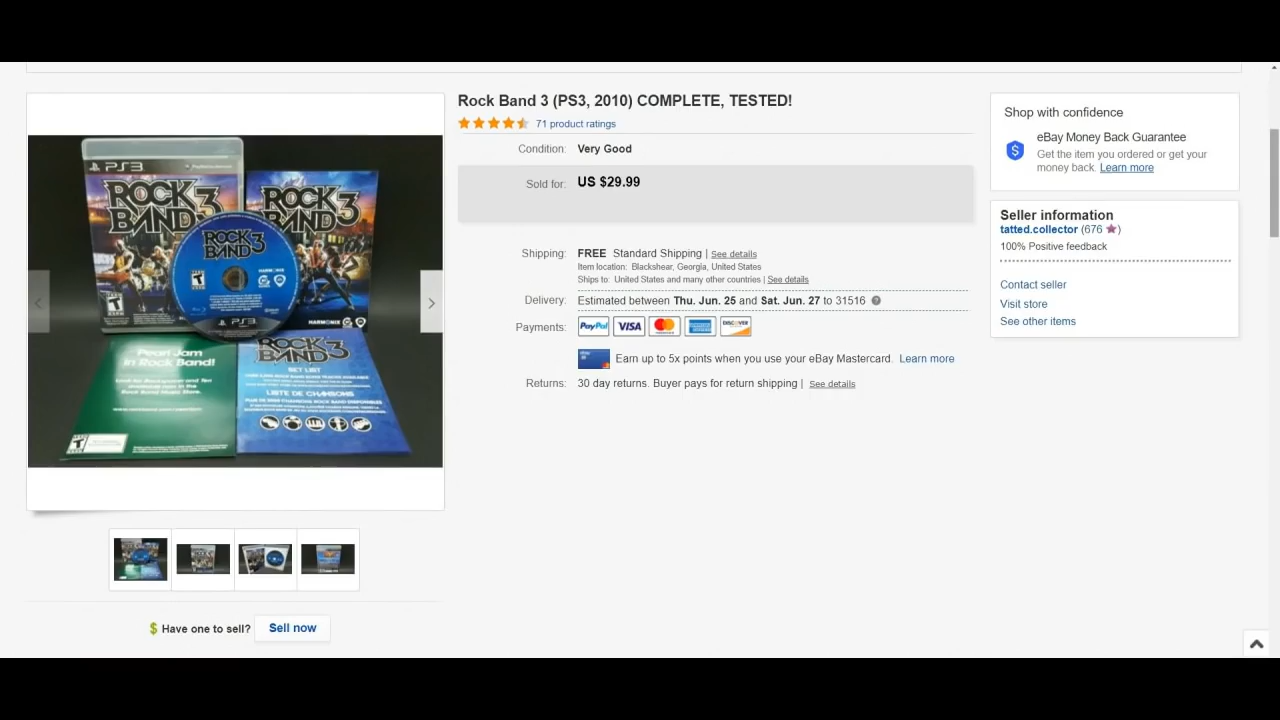 Rock Band 3 (PS3, 2010) COMPLETE, TESTED!
71 product ratings
Condition: Very Good
Sold for: US $29.99
Shipping: FREE Standard Shipping | See details
Item location: Blackshear, Georgia, United States
Ships to: United States and many other countries | See details
Delivery: Estimated between Thu. Jun. 25 and Sat. Jun. 27 to 31516
Payments: PayPal VISA DISCOVER
Earn up to 5x points when you use your eBay Mastercard. Learn more
Returns: 30 day returns. Buyer pays for return shipping | See details
Shop with confidence
eBay Money Back Guarantee
Get the item you ordered or get your
money back. Learn more
Seller information
tatted.collector (676)
100% Positive feedback
Contact seller
Visit store
See other items
PS3
ROCK
BAND 3
ROCK
BAND 3
ROCK
BAND 3
HARMONIX
PS3
HARMONIX
Pearl Jam
in Rock Band!
ROCK
BAND 3
SET LIST
LISTE DE CHANSONS
$ Have one to sell? Sell now